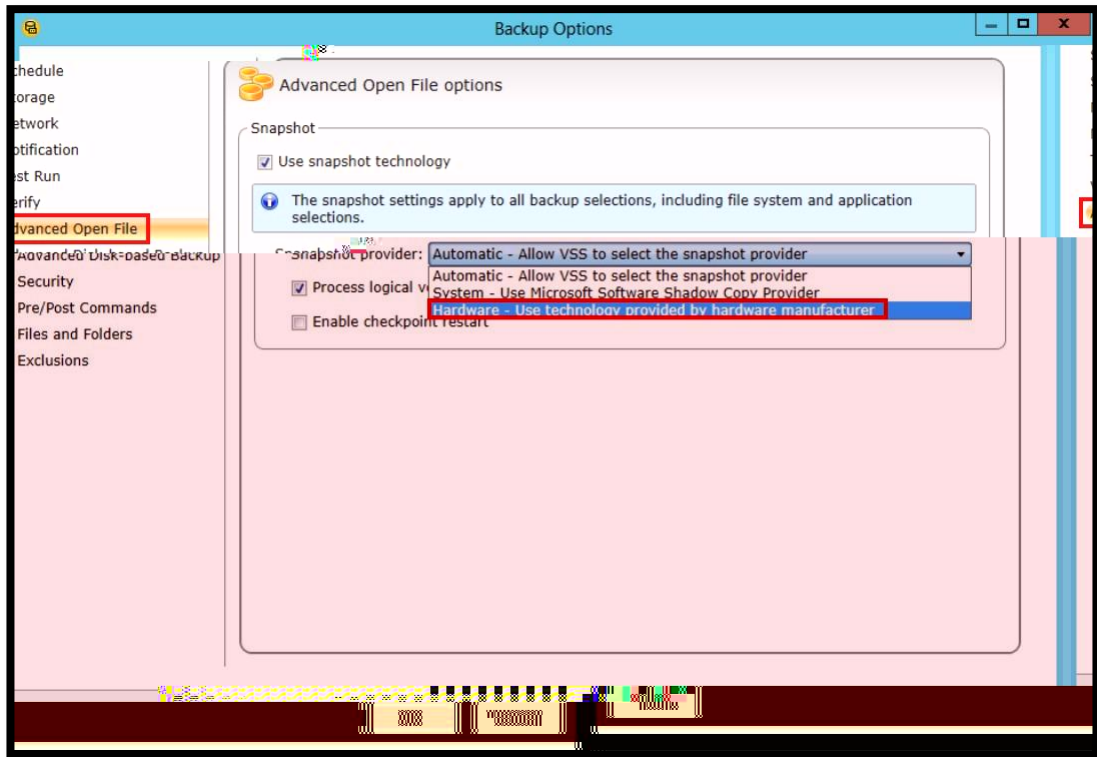 Backup Options
chedule
torage
etwork
otification
est Run
erify
dvanced Open File
Advanced Disk-based Backup
Security
Pre/Post Commands
Files and Folders
Exclusions
Advanced Open File options
Snapshot
Use snapshot technology
The snapshot settings apply to all backup selections, including file system and application
selections.
Snapshot provider: Automatic - Allow VSS to select the snapshot provider
Automatic - Allow VSS to select the snapshot provider
System - Use Microsoft Software Shadow Copy Provider
Hardware - Use technology provided by hardware manufacturer
Process logical v
Enable checkpoint restart